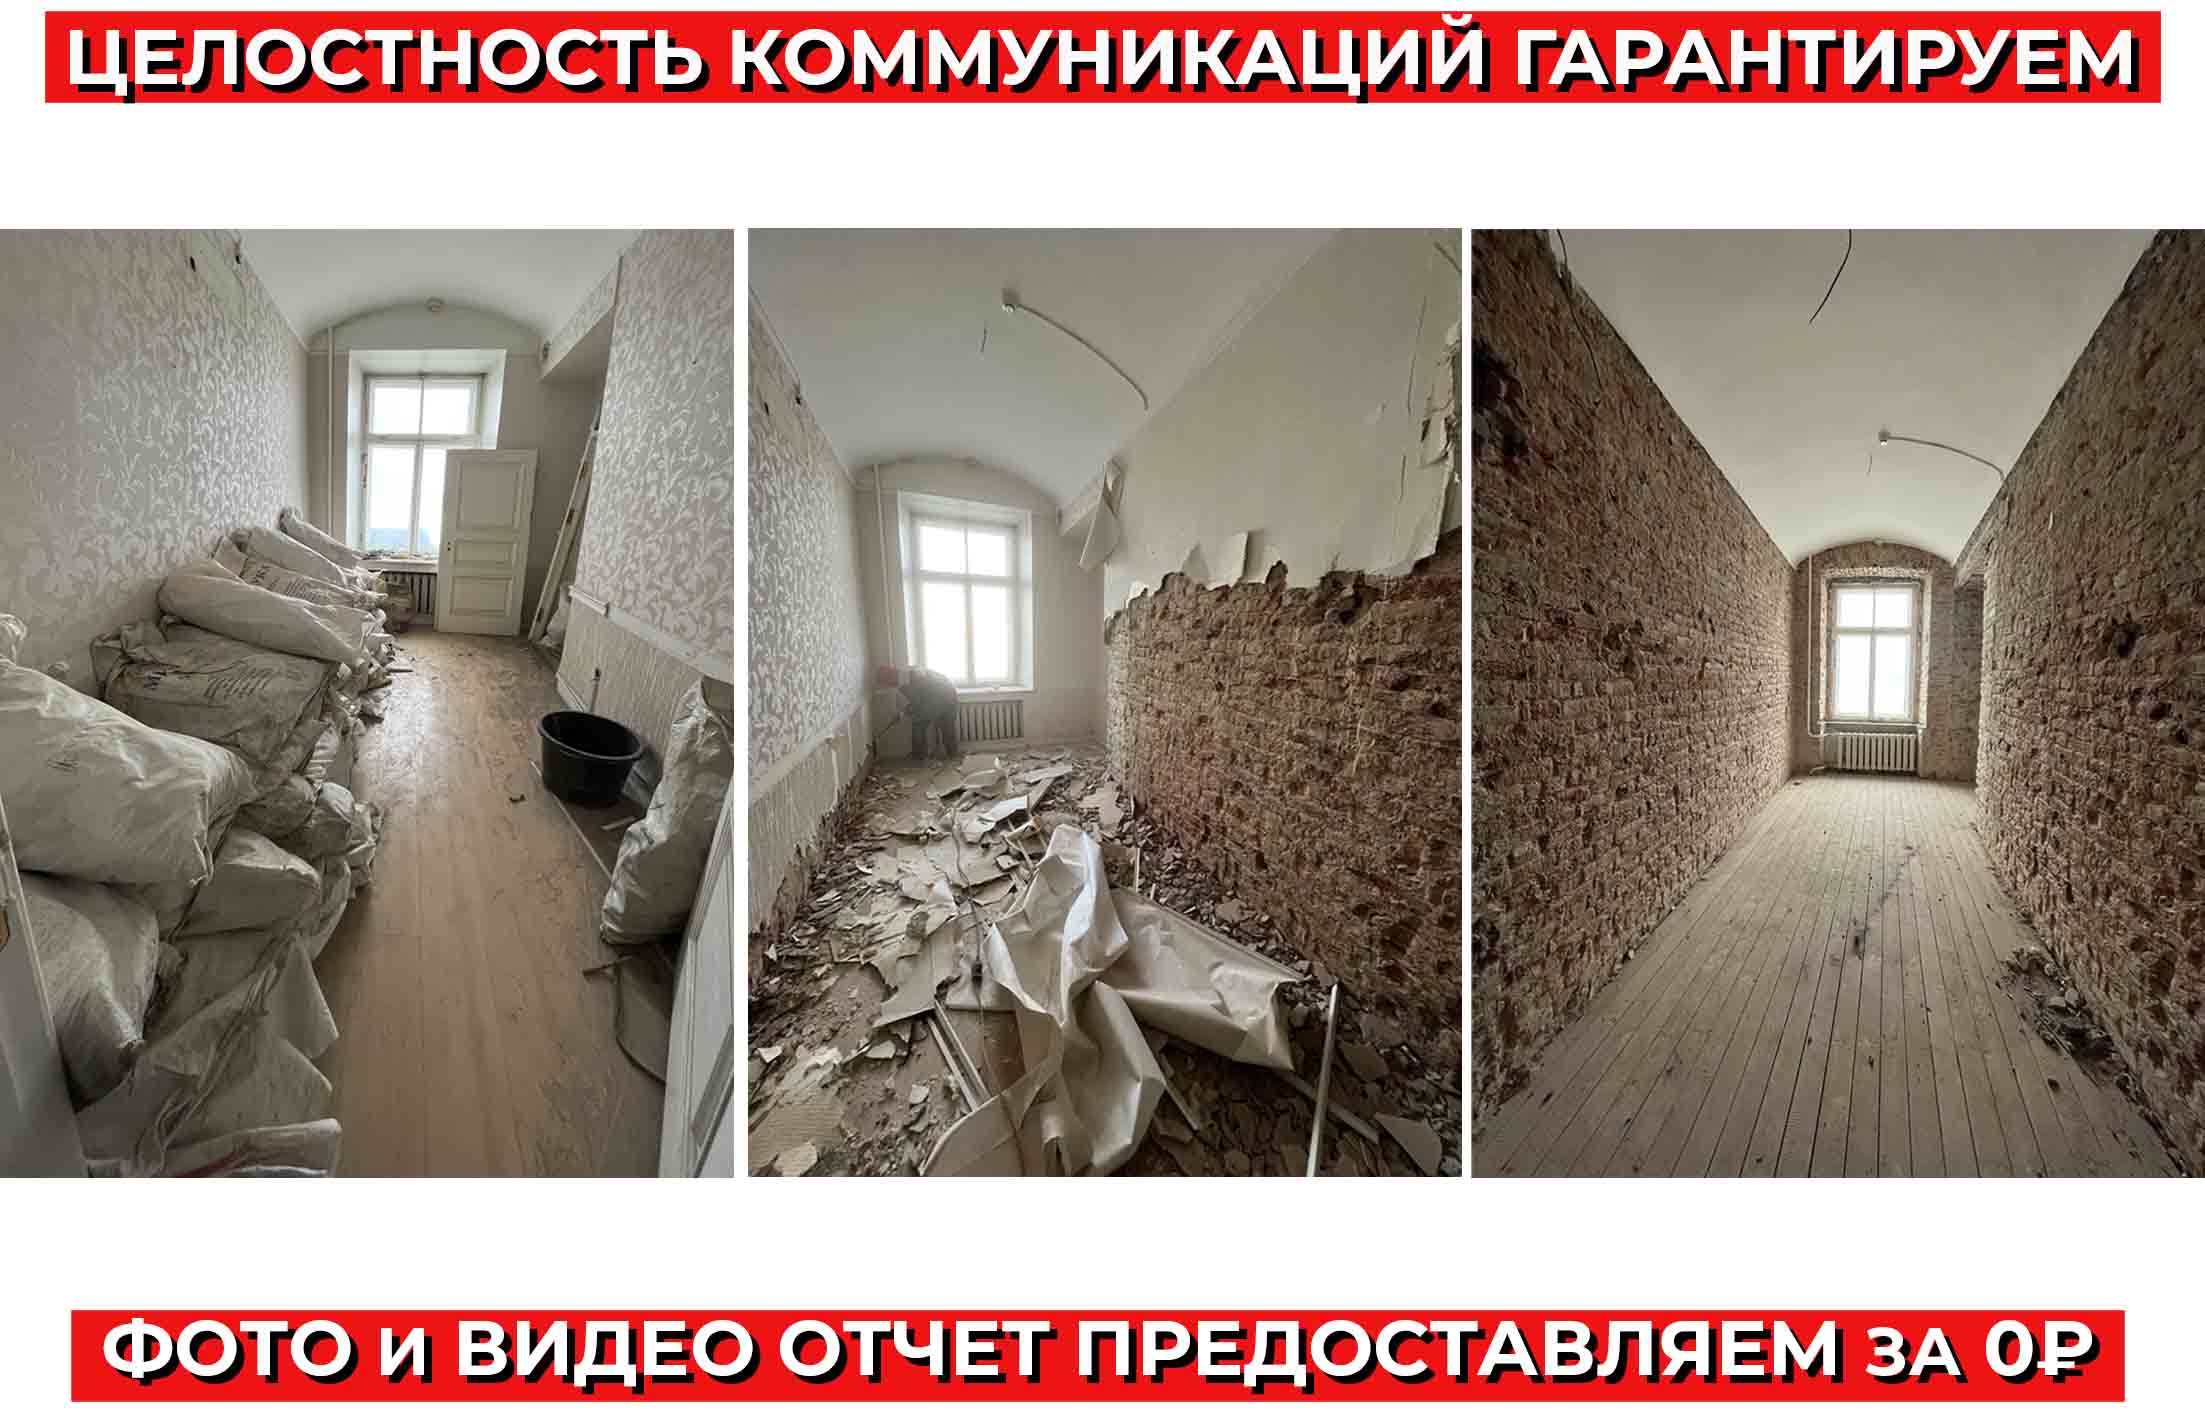 ЦЕЛОСТНОСТЬ КОММУНИКАЦИЙ ГАРАНТИРУЕМ
ФОТО и ВИДЕО ОТЧЕТ ПРЕДОСТАВЛЯЕМ ЗА 0₽